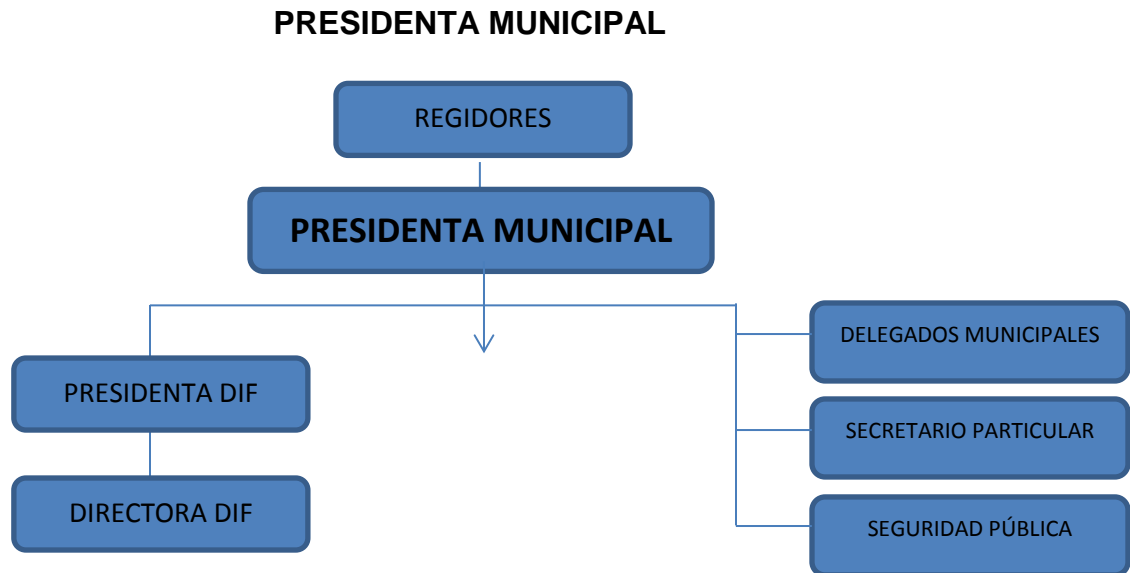 PRESIDENTA MUNICIPAL
REGIDORES
PRESIDENTA MUNICIPAL
DELEGADOS MUNICIPALES
PRESIDENTA DIF
SECRETARIO PARTICULAR
DIRECTORA DIF
SEGURIDAD PÚBLICA